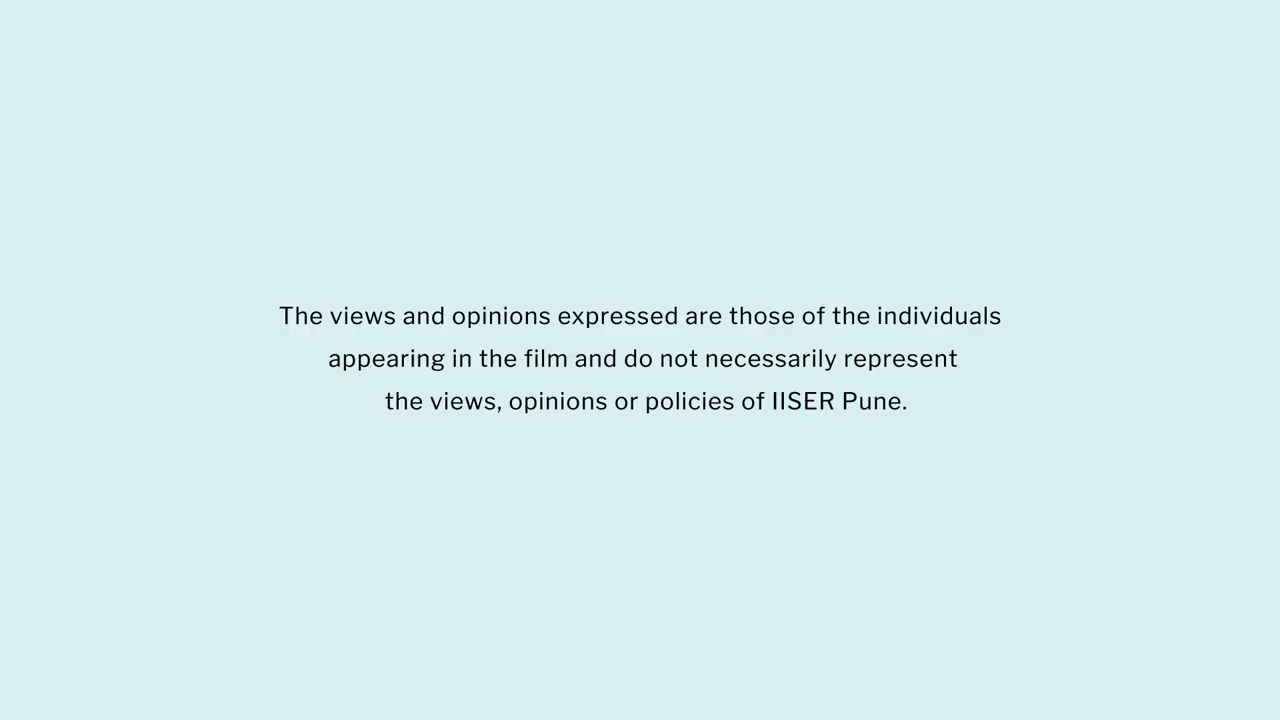 The views and opinions expressed are those of the individuals
appearing in the film and do not necessarily represent
the views, opinions or policies of IISER Pune.